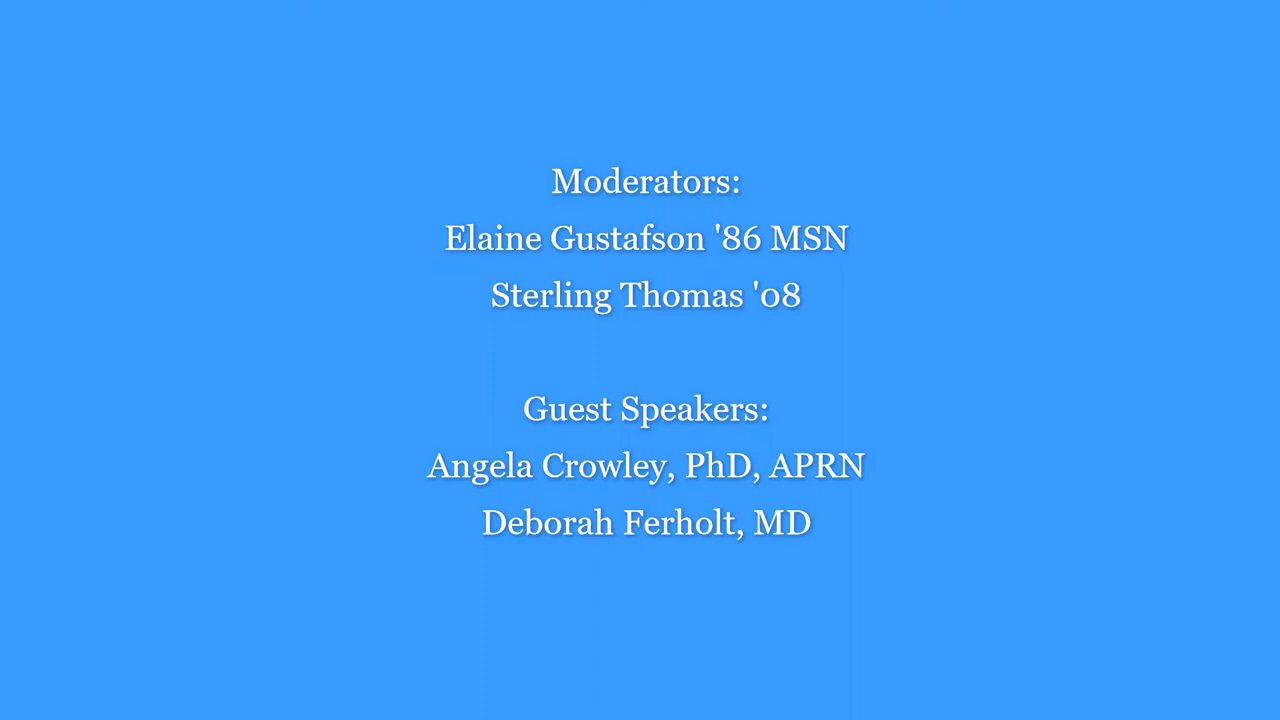 Moderators:
Elaine Gustafson '86 MSN
Sterling Thomas '08
Guest Speakers:
Angela Crowley, PhD, APRN
Deborah Ferholt, MD